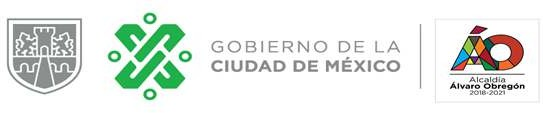 GOBIERNO DE LA
CIUDAD DE MÉXICO
ÁO
Alcaldía
Álvaro Obregón
2018-2021